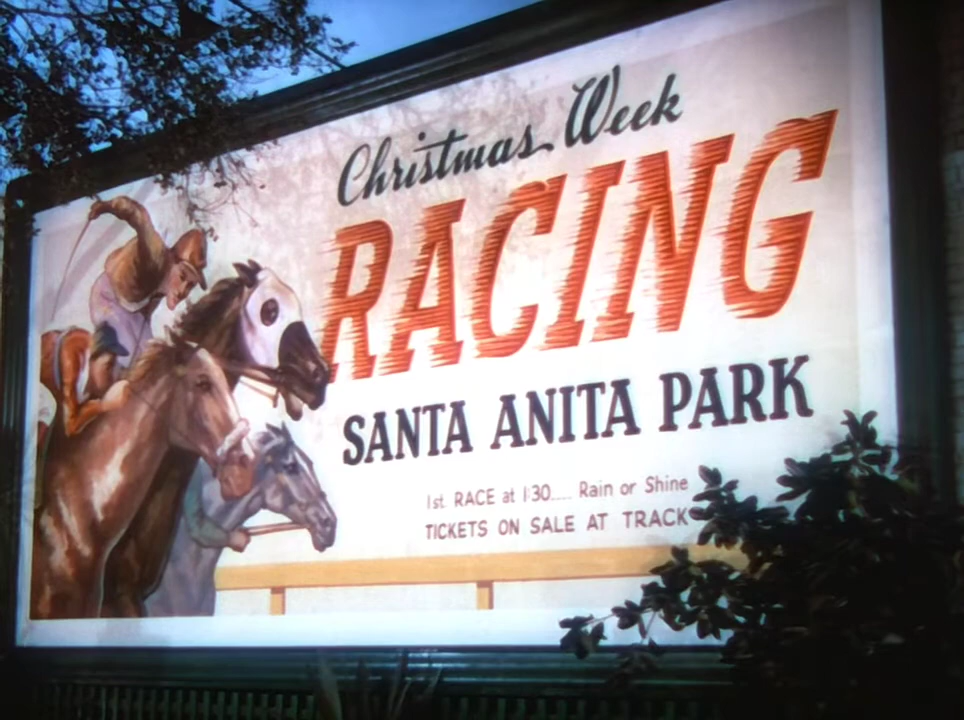 Christmas Week
RACING
SANTA ANITA PARK
1st. RACE at 1:30.... Rain or Shine
TICKETS ON SALE AT TRACK